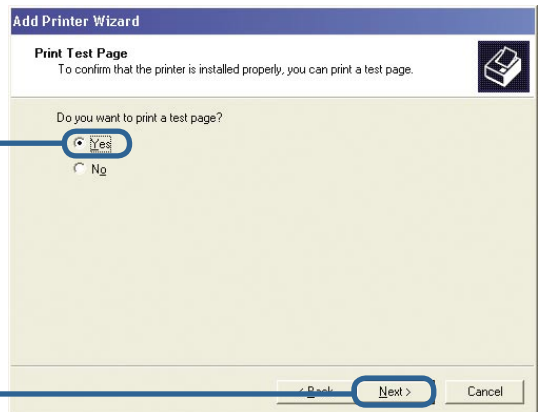 Add Printer Wizard
Print Test Page
To confirm that the printer is installed properly, you can print a test page.
Do you want to print a test page?
Yes
No
< Back Next > Cancel